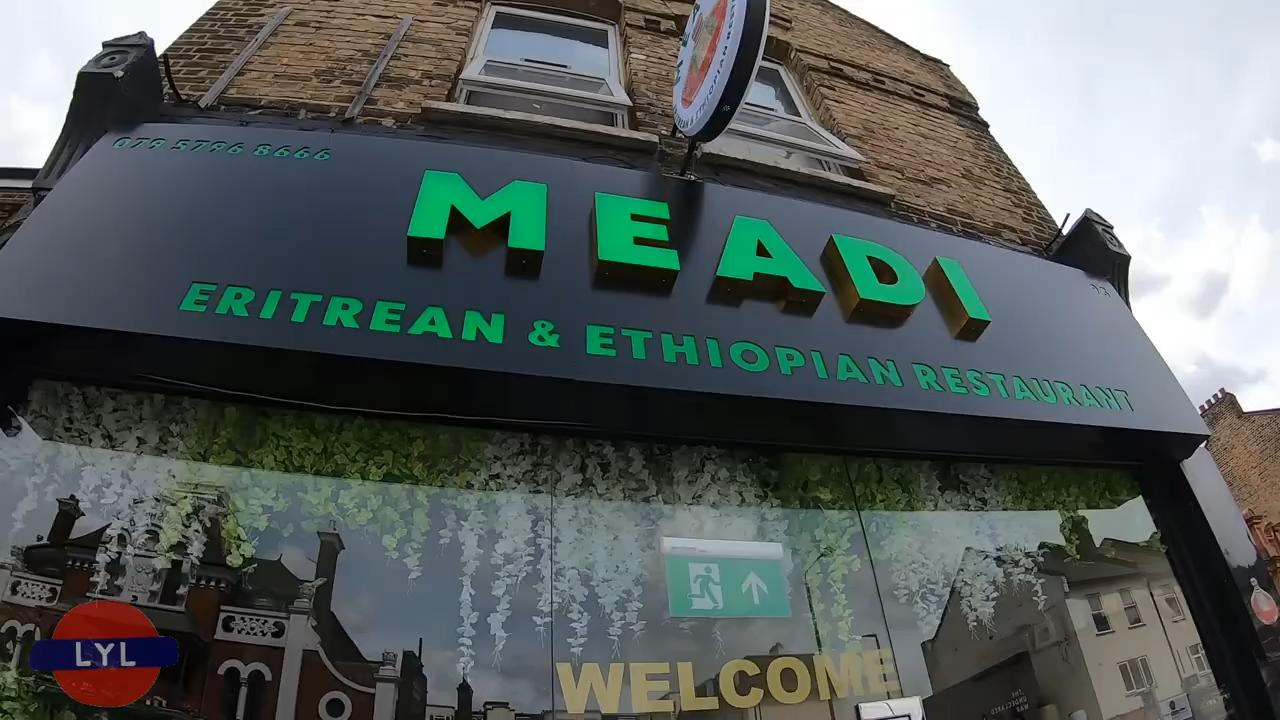 079 5796 8666
MEADI
ERITREAN & ETHIOPIAN RESTAURANT
WELCOME
LYL